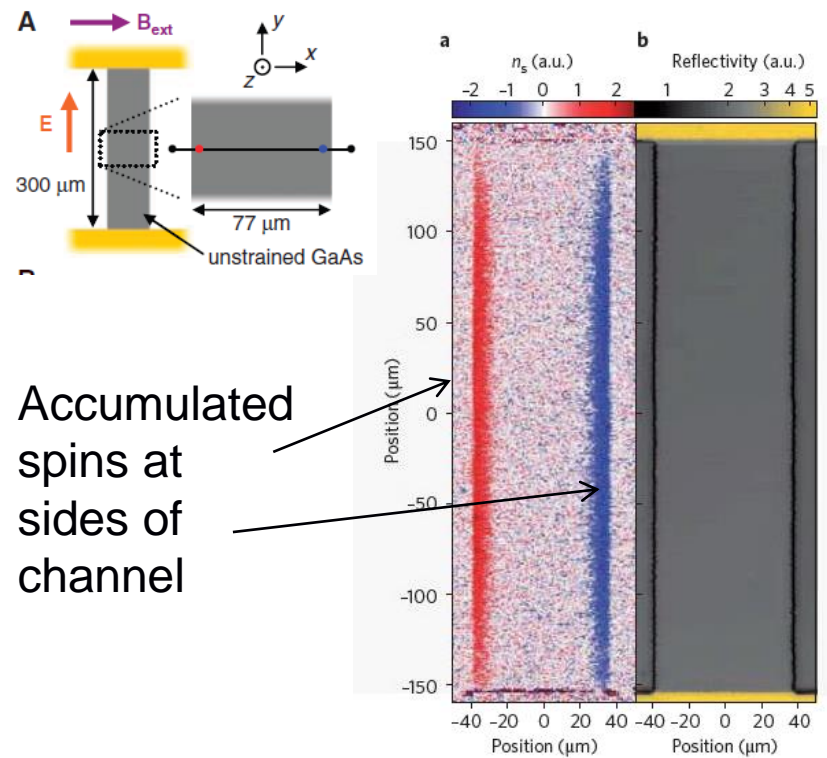 A
B_ext
y
x
z
E
300 μm
77 μm
unstrained GaAs
Accumulated
spins at
sides of
channel
a
n_s (a.u.)
-2 -1 0 1 2
b
Reflectivity (a.u.)
1 2 3 4 5
Position (μm)
150
100
50
0
-50
-100
-150
-40 -20 0 20 40
Position (μm)
-40 -20 0 20 40
Position (μm)